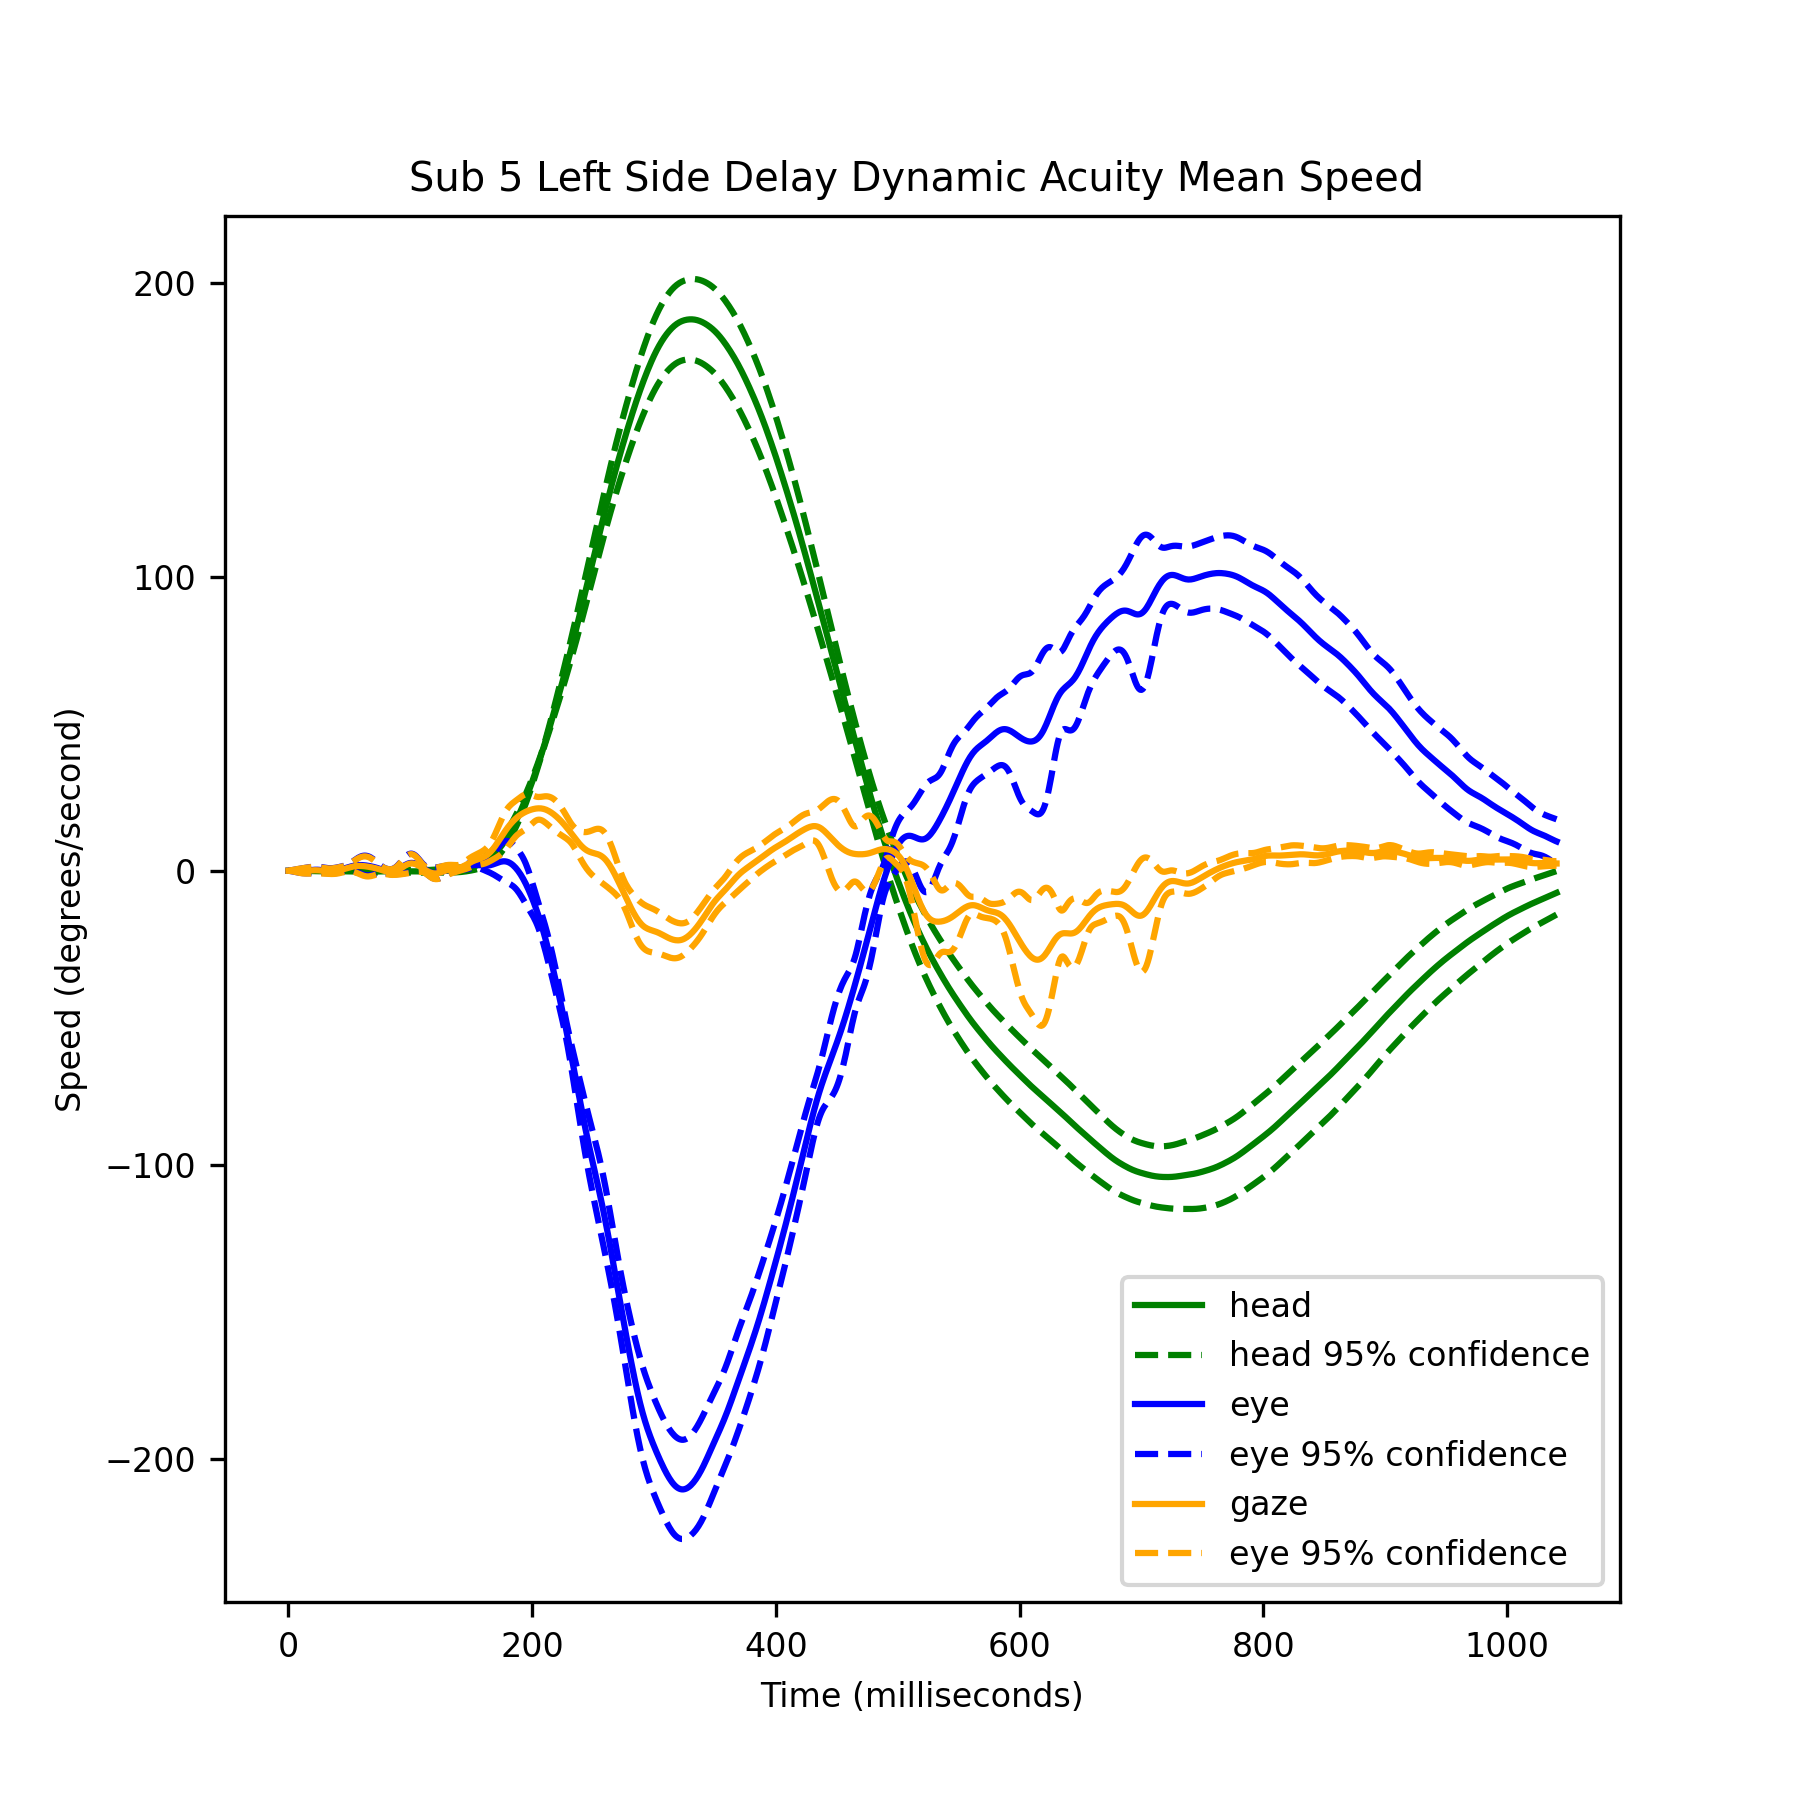 Sub 5 Left Side Delay Dynamic Acuity Mean Speed
200
100
0
−100
−200
Speed (degrees/second)
head
head 95% confidence
eye
eye 95% confidence
gaze
eye 95% confidence
0 200 400 600 800 1000
Time (milliseconds)